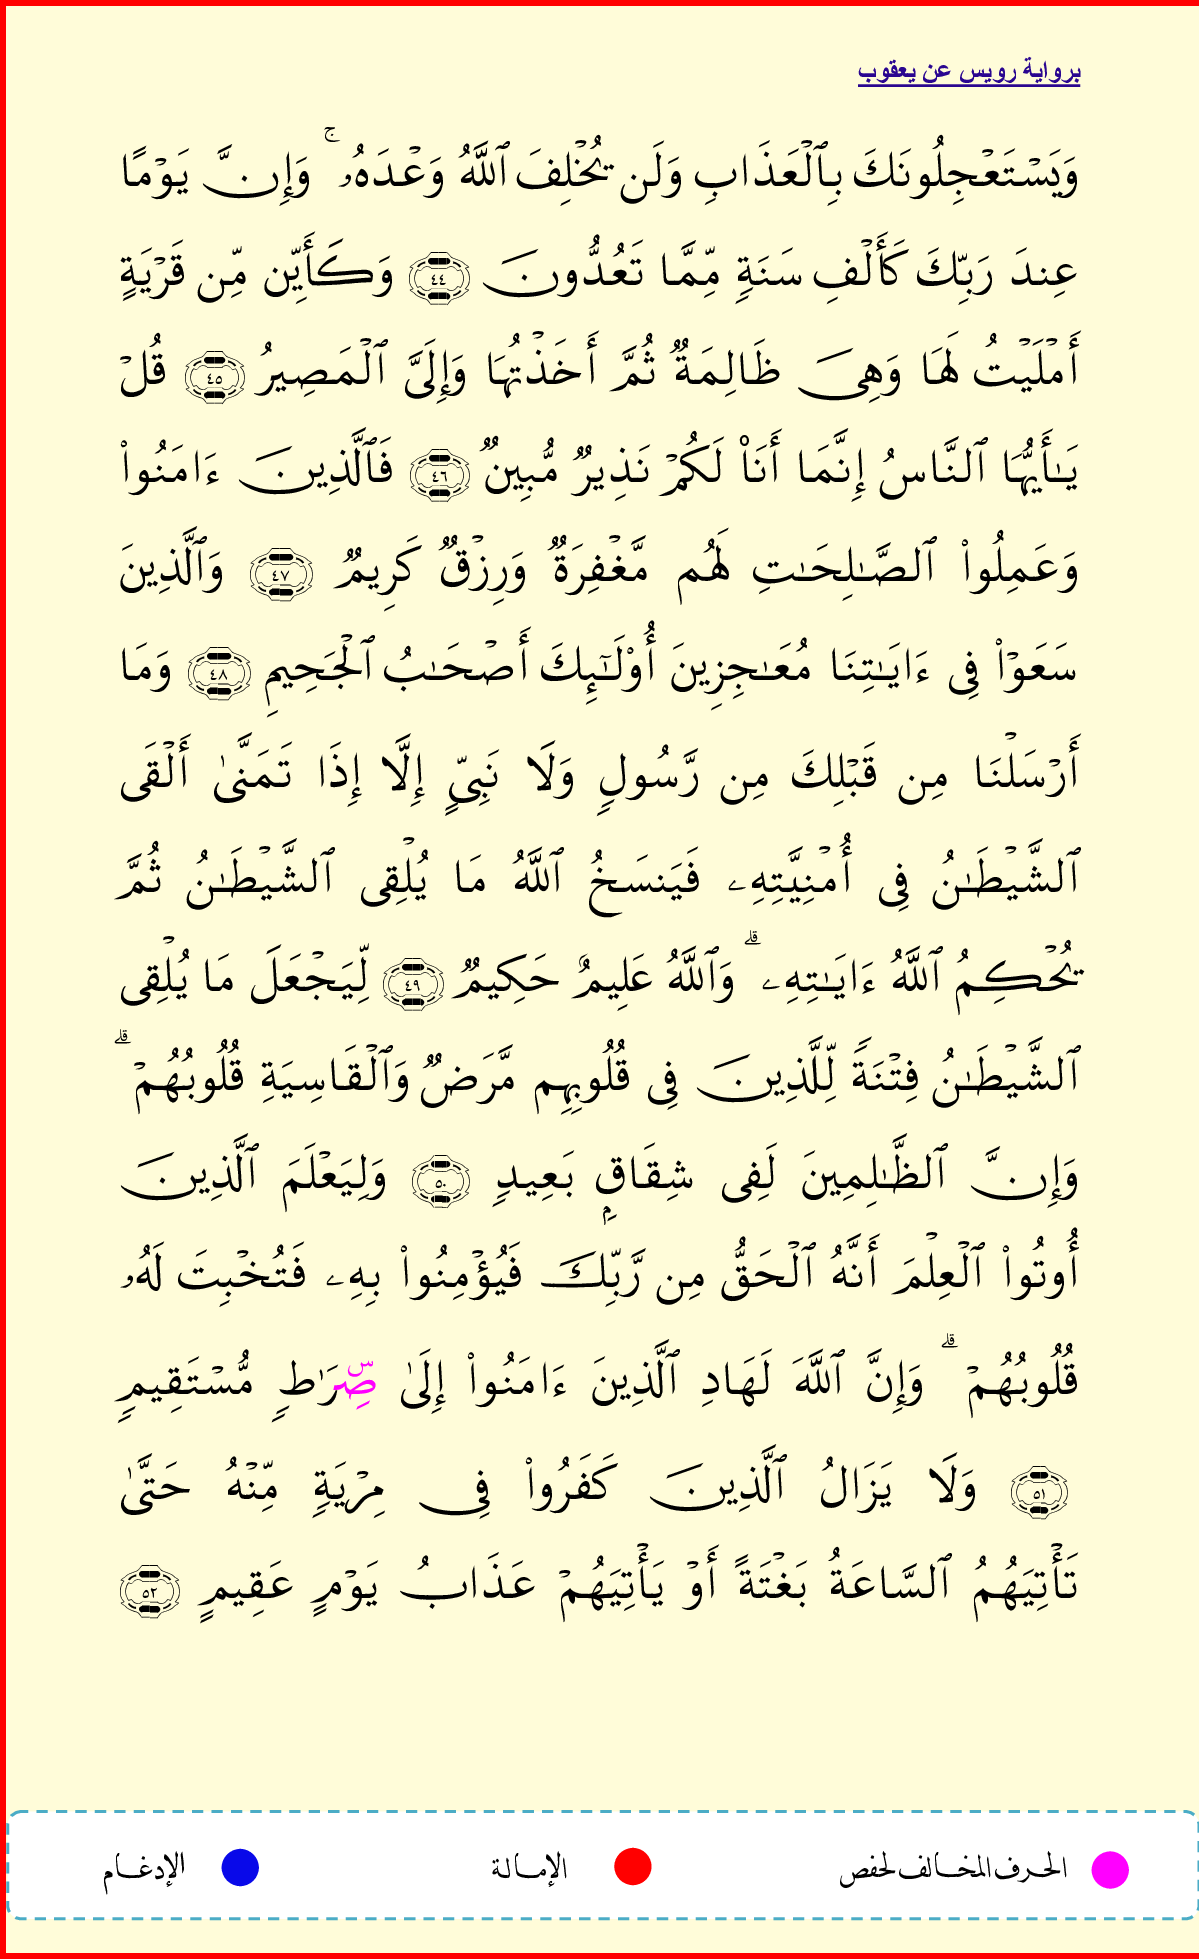 برواية رويس عن يعقوب
وَيَسۡتَعۡجِلُونَكَ بِٱلۡعَذَابِ وَلَن يُخۡلِفَ ٱللَّهُ وَعۡدَهُۥۚ وَإِنَّ يَوۡمًا
عِندَ رَبِّكَ كَأَلۡفِ سَنَةٖ مِّمَّا تَعُدُّونَ ٤٤ وَكَأَيِّن مِّن قَرۡيَةٍ
أَمۡلَيۡتُ لَهَا وَهِيَ ظَالِمَةٞ ثُمَّ أَخَذۡتُهَا وَإِلَيَّ ٱلۡمَصِيرُ ٤٥ قُلۡ
يَٰٓأَيُّهَا ٱلنَّاسُ إِنَّمَآ أَنَا۠ لَكُمۡ نَذِيرٞ مُّبِينٞ ٤٦ فَٱلَّذِينَ ءَامَنُواْ
وَعَمِلُواْ ٱلصَّٰلِحَٰتِ لَهُم مَّغۡفِرَةٞ وَرِزۡقٞ كَرِيمٞ ٤٧ وَٱلَّذِينَ
سَعَوۡاْ فِي ءَايَٰتِنَا مُعَٰجِزِينَ أُوْلَٰٓئِكَ أَصۡحَٰبُ ٱلۡجَحِيمِ ٤٨ وَمَا
أَرۡسَلۡنَا مِن قَبۡلِكَ مِن رَّسُولٖ وَلَا نَبِيٍّ إِلَّا إِذَا تَمَنَّىٰ أَلۡقَى
ٱلشَّيۡطَٰنُ فِي أُمۡنِيَّتِهِۦ فَيَنسَخُ ٱللَّهُ مَا يُلۡقِي ٱلشَّيۡطَٰنُ ثُمَّ
يُحۡكِمُ ٱللَّهُ ءَايَٰتِهِۦۗ وَٱللَّهُ عَلِيمٌ حَكِيمٞ ٤٩ لِّيَجۡعَلَ مَا يُلۡقِي
ٱلشَّيۡطَٰنُ فِتۡنَةٗ لِّلَّذِينَ فِي قُلُوبِهِم مَّرَضٞ وَٱلۡقَاسِيَةِ قُلُوبُهُمۡۗ
وَإِنَّ ٱلظَّٰلِمِينَ لَفِي شِقَاقِۭ بَعِيدٖ ٥٠ وَلِيَعۡلَمَ ٱلَّذِينَ
أُوتُواْ ٱلۡعِلۡمَ أَنَّهُ ٱلۡحَقُّ مِن رَّبِّكَ فَيُؤۡمِنُواْ بِهِۦ فَتُخۡبِتَ لَهُۥ
قُلُوبُهُمۡۗ وَإِنَّ ٱللَّهَ لَهَادِ ٱلَّذِينَ ءَامَنُواْ إِلَىٰ صِّرَٰطٖ مُّسۡتَقِيمٖ
٥١ وَلَا يَزَالُ ٱلَّذِينَ كَفَرُواْ فِي مِرۡيَةٖ مِّنۡهُ حَتَّىٰ
تَأۡتِيَهُمُ ٱلسَّاعَةُ بَغۡتَةً أَوۡ يَأۡتِيَهُمۡ عَذَابُ يَوۡمٍ عَقِيمٍ ٥٢
الحرف المخالف لحفص الإمالة الإدغام